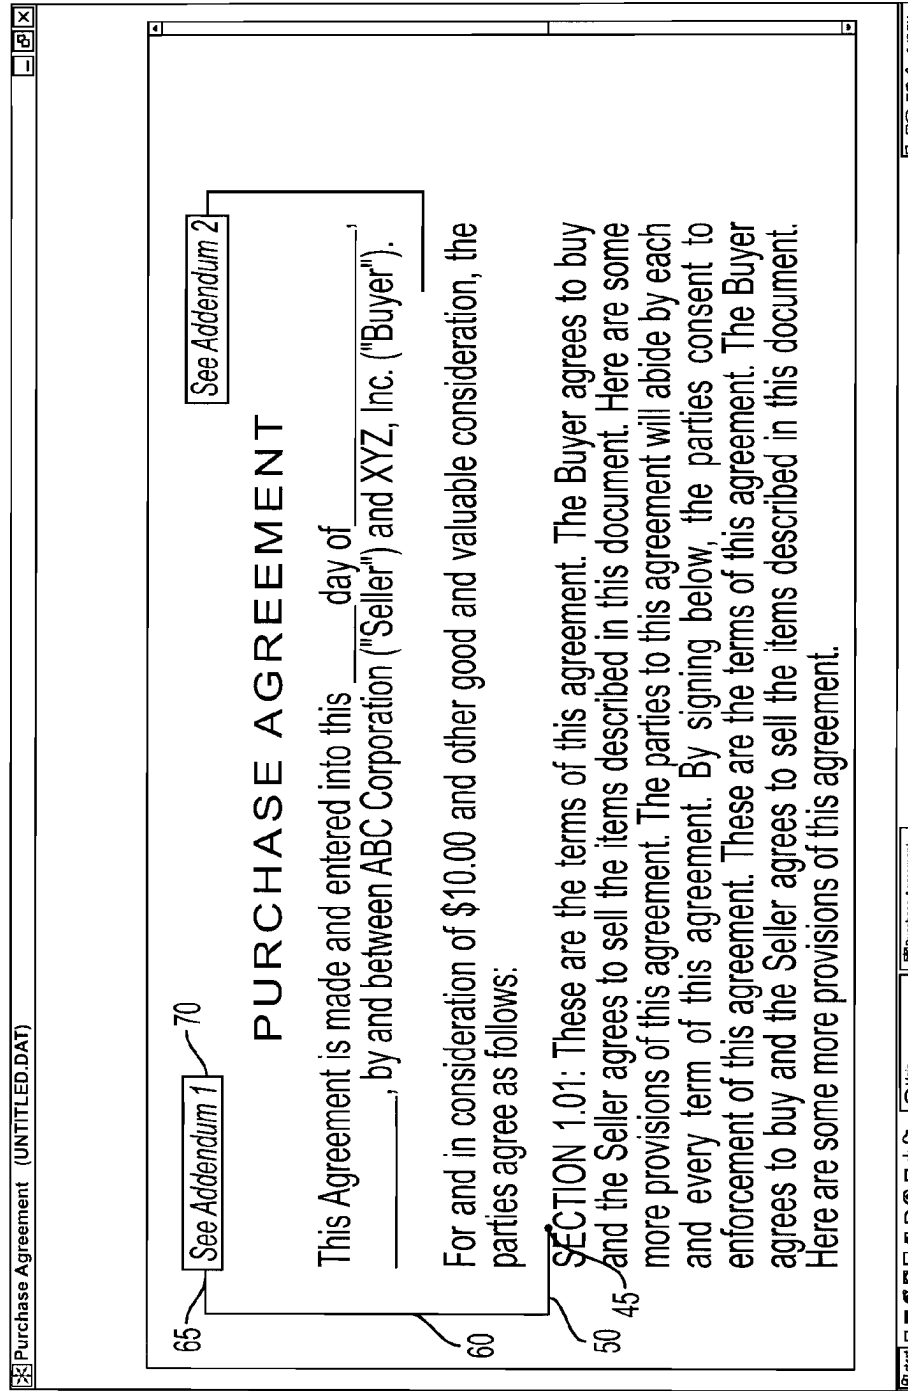 Purchase Agreement (UNTITLED.DAT)
65
See Addendum 1
70
See Addendum 2
PURCHASE AGREEMENT
This Agreement is made and entered into this ______ day of ______________,
____________, by and between ABC Corporation ("Seller") and XYZ, Inc. ("Buyer").
For and in consideration of $10.00 and other good and valuable consideration, the
parties agree as follows:
60
50
45
SECTION 1.01: These are the terms of this agreement. The Buyer agrees to buy
and the Seller agrees to sell the items described in this document. Here are some
more provisions of this agreement. The parties to this agreement will abide by each
and every term of this agreement. By signing below, the parties consent to
enforcement of this agreement. These are the terms of this agreement. The Buyer
agrees to buy and the Seller agrees to sell the items described in this document.
Here are some more provisions of this agreement.